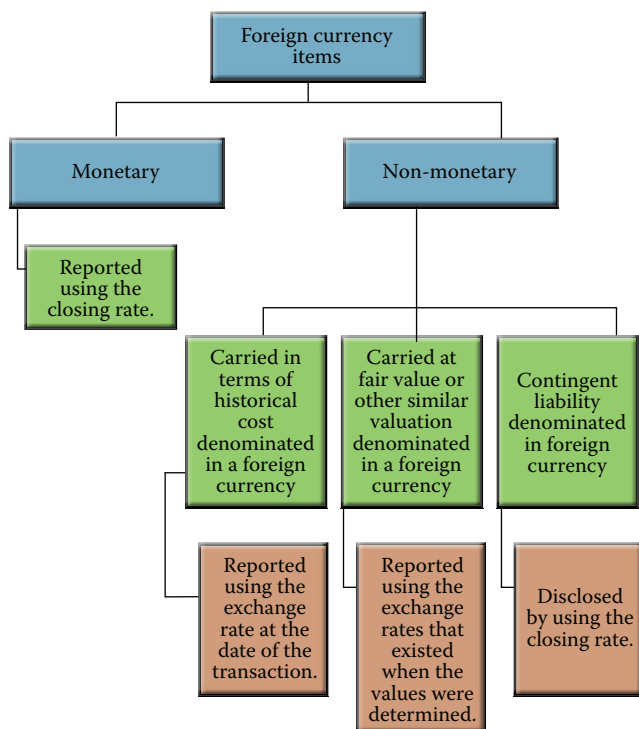 Foreign currency
items
Monetary
Non-monetary
Reported
using the
closing rate.
Carried in
terms of
historical
cost
denominated
in a foreign
currency
Carried at
fair value or
other similar
valuation
denominated
in a foreign
currency
Contingent
liability
denominated
in foreign
currency
Reported
using the
exchange
rate at the
date of the
transaction.
Reported
using the
exchange
rates that
existed
when the
values were
determined.
Disclosed
by using the
closing rate.